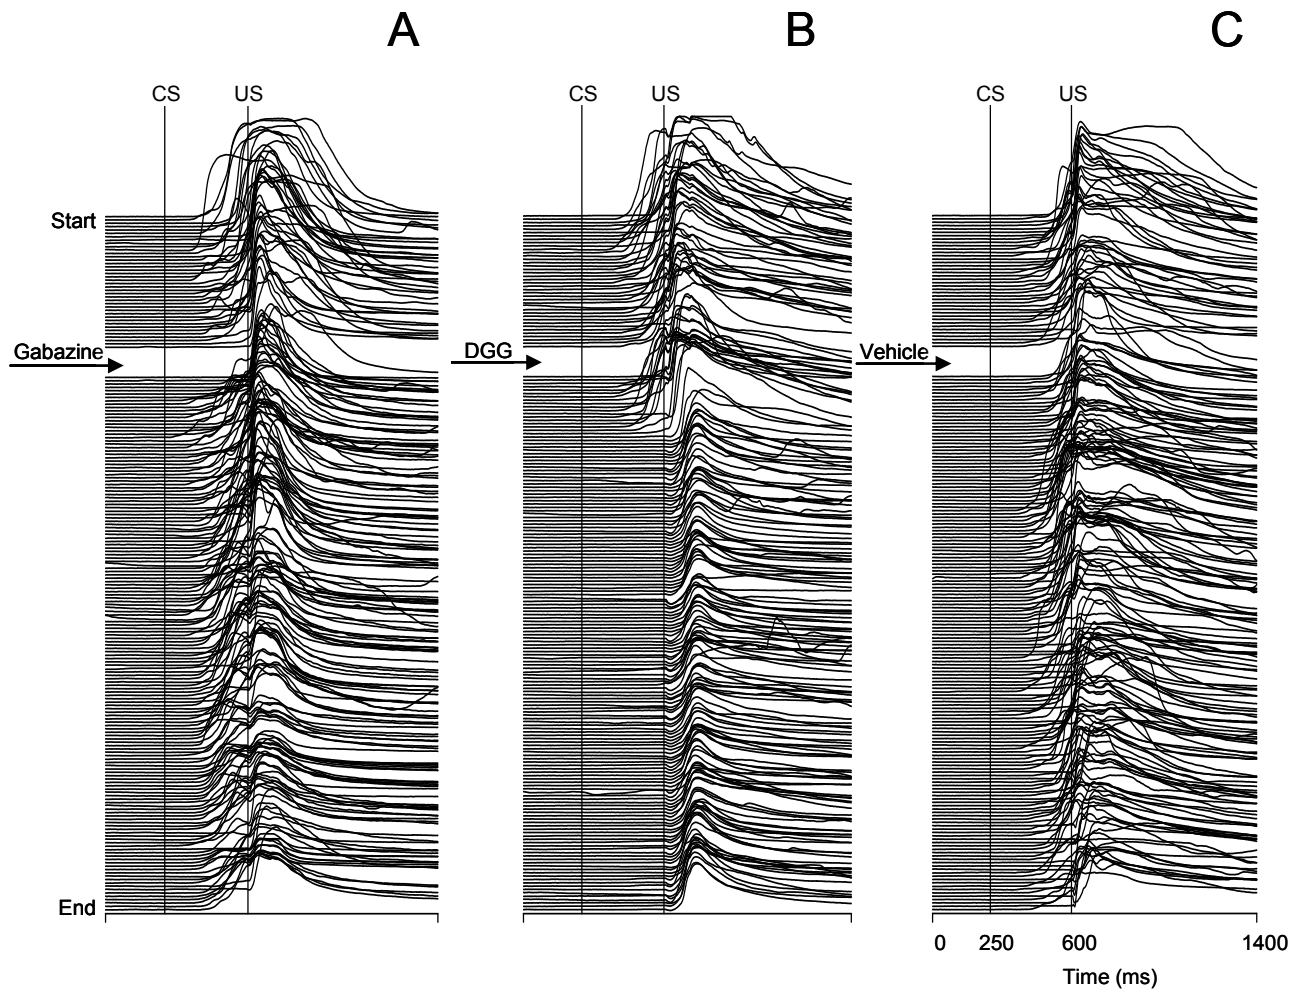 A B C
CS US CS US CS US
Start
Gabazine DGG Vehicle
End
0 250 600 1400
Time (ms)